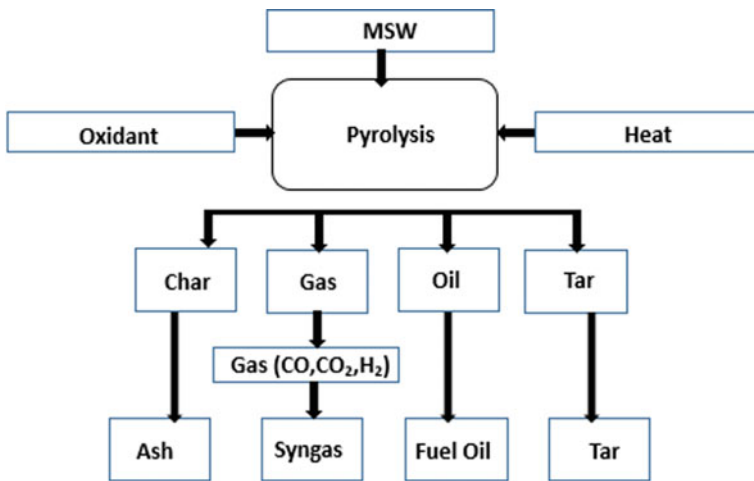 MSW
Oxidant
Pyrolysis
Heat
Char
Gas
Oil
Tar
Gas (CO,CO₂,H₂)
Ash
Syngas
Fuel Oil
Tar